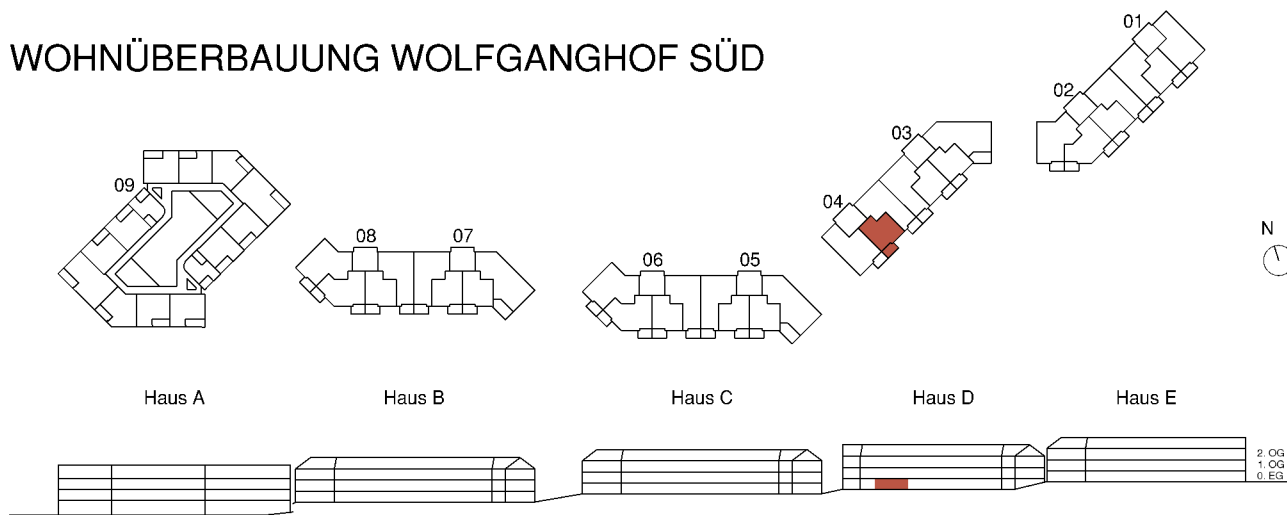 WOHNÜBERBAUUNG WOLFGANGHOF SÜD
01
02
03
04
09
08
07
06
05
N
Haus A
Haus B
Haus C
Haus D
Haus E
2. OG
1. OG
0. EG